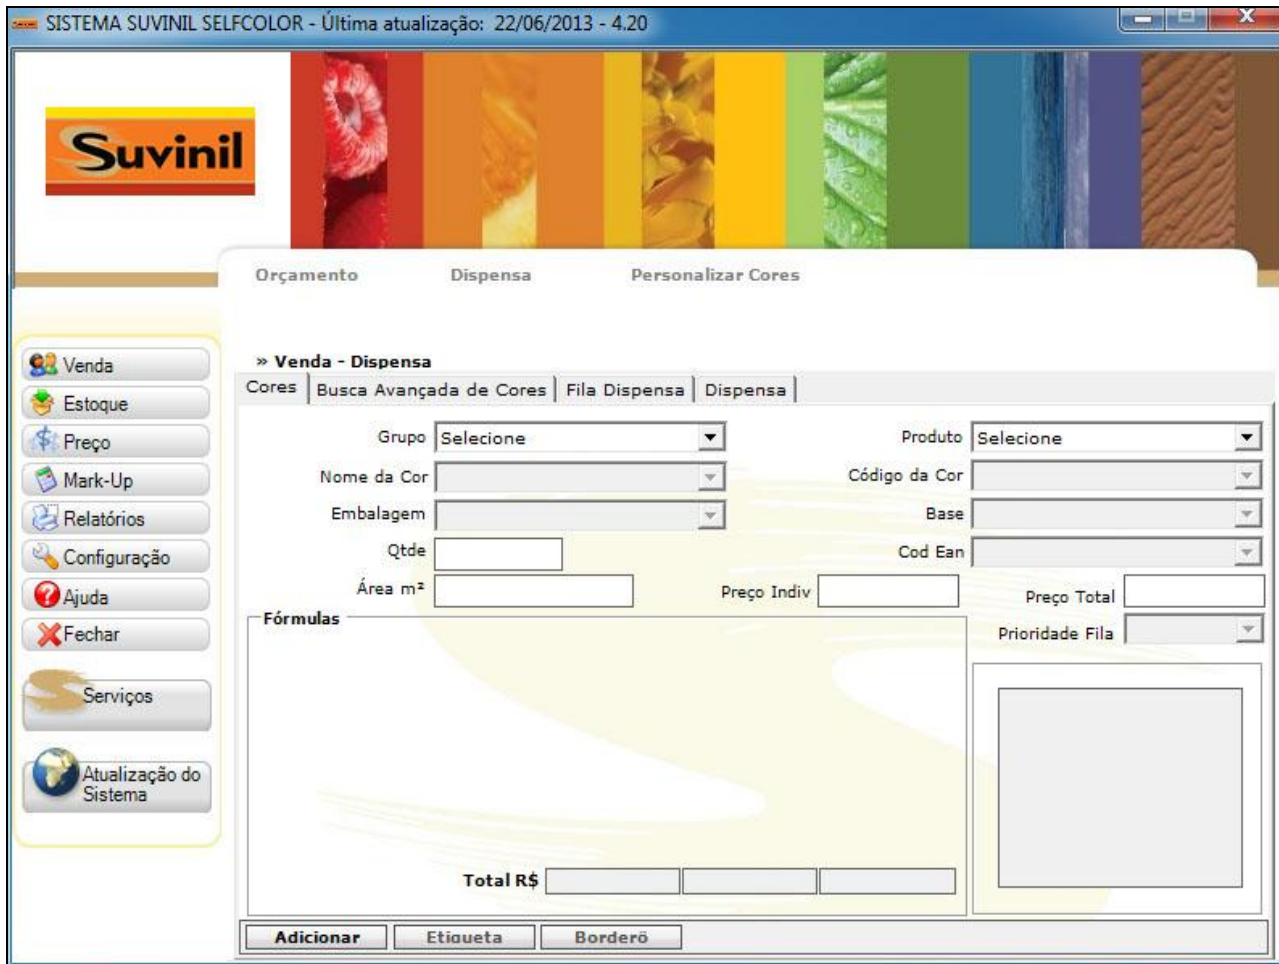 SISTEMA SUVINIL SELFCOLOR - Última atualização: 22/06/2013 - 4.20
Suvinil
Orçamento Dispensa Personalizar Cores
» Venda - Dispensa
Cores Busca Avançada de Cores Fila Dispensa Dispensa
Venda
Estoque
Preço
Mark-Up
Relatórios
Configuração
Ajuda
Fechar
Serviços
Atualização do
Sistema
Grupo Selecione Produto Selecione
Nome da Cor Código da Cor
Embalagem Base
Qtde Cod Ean
Área m² Preço Indiv Preço Total
Fórmulas Prioridade Fila
Total R$
Adicionar Etiqueta Borderõ